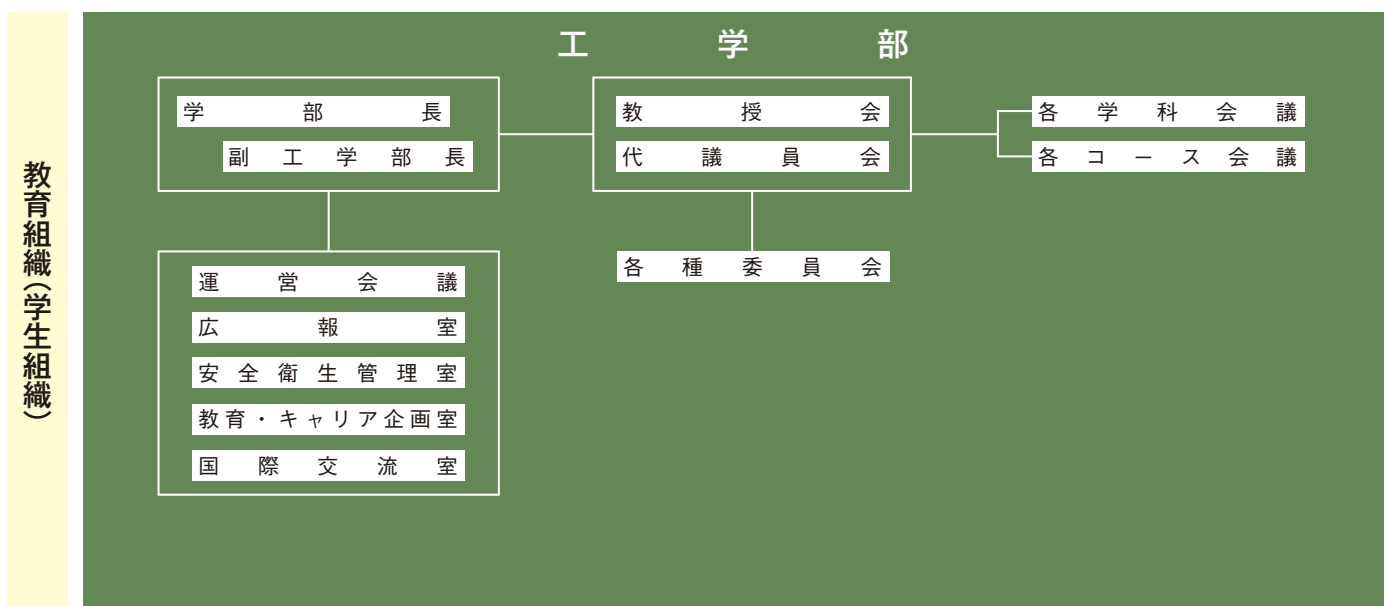 教育組織（学生組織）
工学部
学部長
副工学部長
教授会
代議員会
各学科会議
各コース会議
各種委員会
運営会議
広報室
安全衛生管理室
教育・キャリア企画室
国際交流室